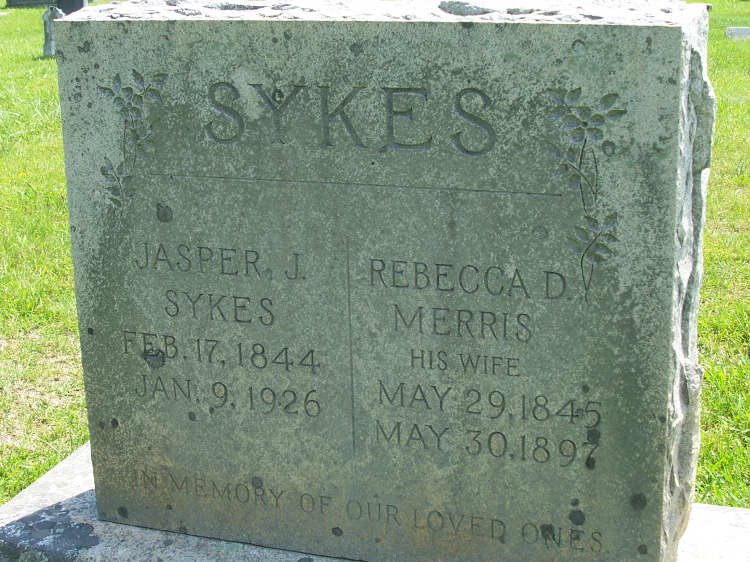 SYKES
JASPER. J.
SYKES
FEB. 17, 1844
JAN. 9, 1926
REBECCA D.
MERRIS
HIS WIFE
MAY 29, 1845
MAY 30, 1897
IN MEMORY OF OUR LOVED ONES